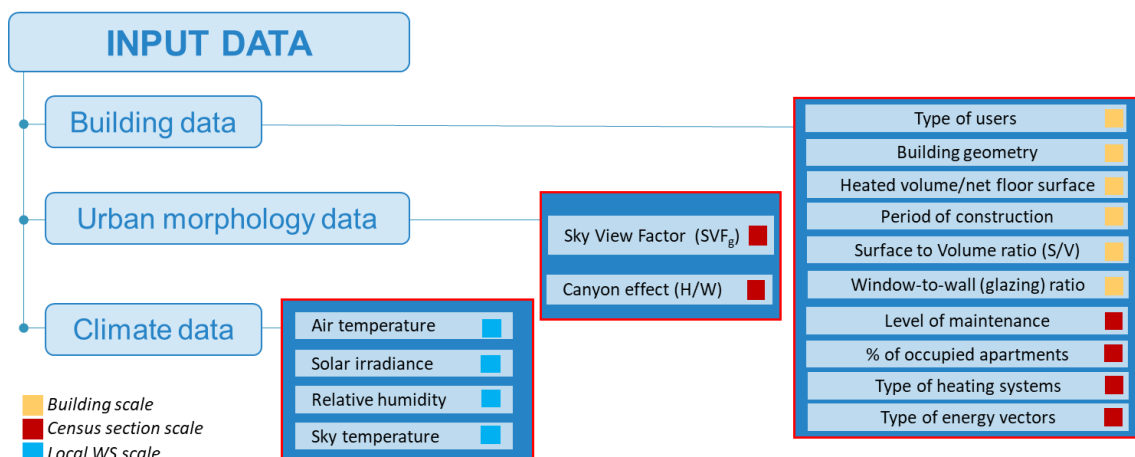 INPUT DATA
Building data
Urban morphology data
Climate data
Type of users
Building geometry
Heated volume/net floor surface
Period of construction
Surface to Volume ratio (S/V)
Window-to-wall (glazing) ratio
Level of maintenance
% of occupied apartments
Type of heating systems
Type of energy vectors
Sky View Factor (SVFg)
Canyon effect (H/W)
Air temperature
Solar irradiance
Relative humidity
Sky temperature
Building scale
Census section scale
Local WS scale